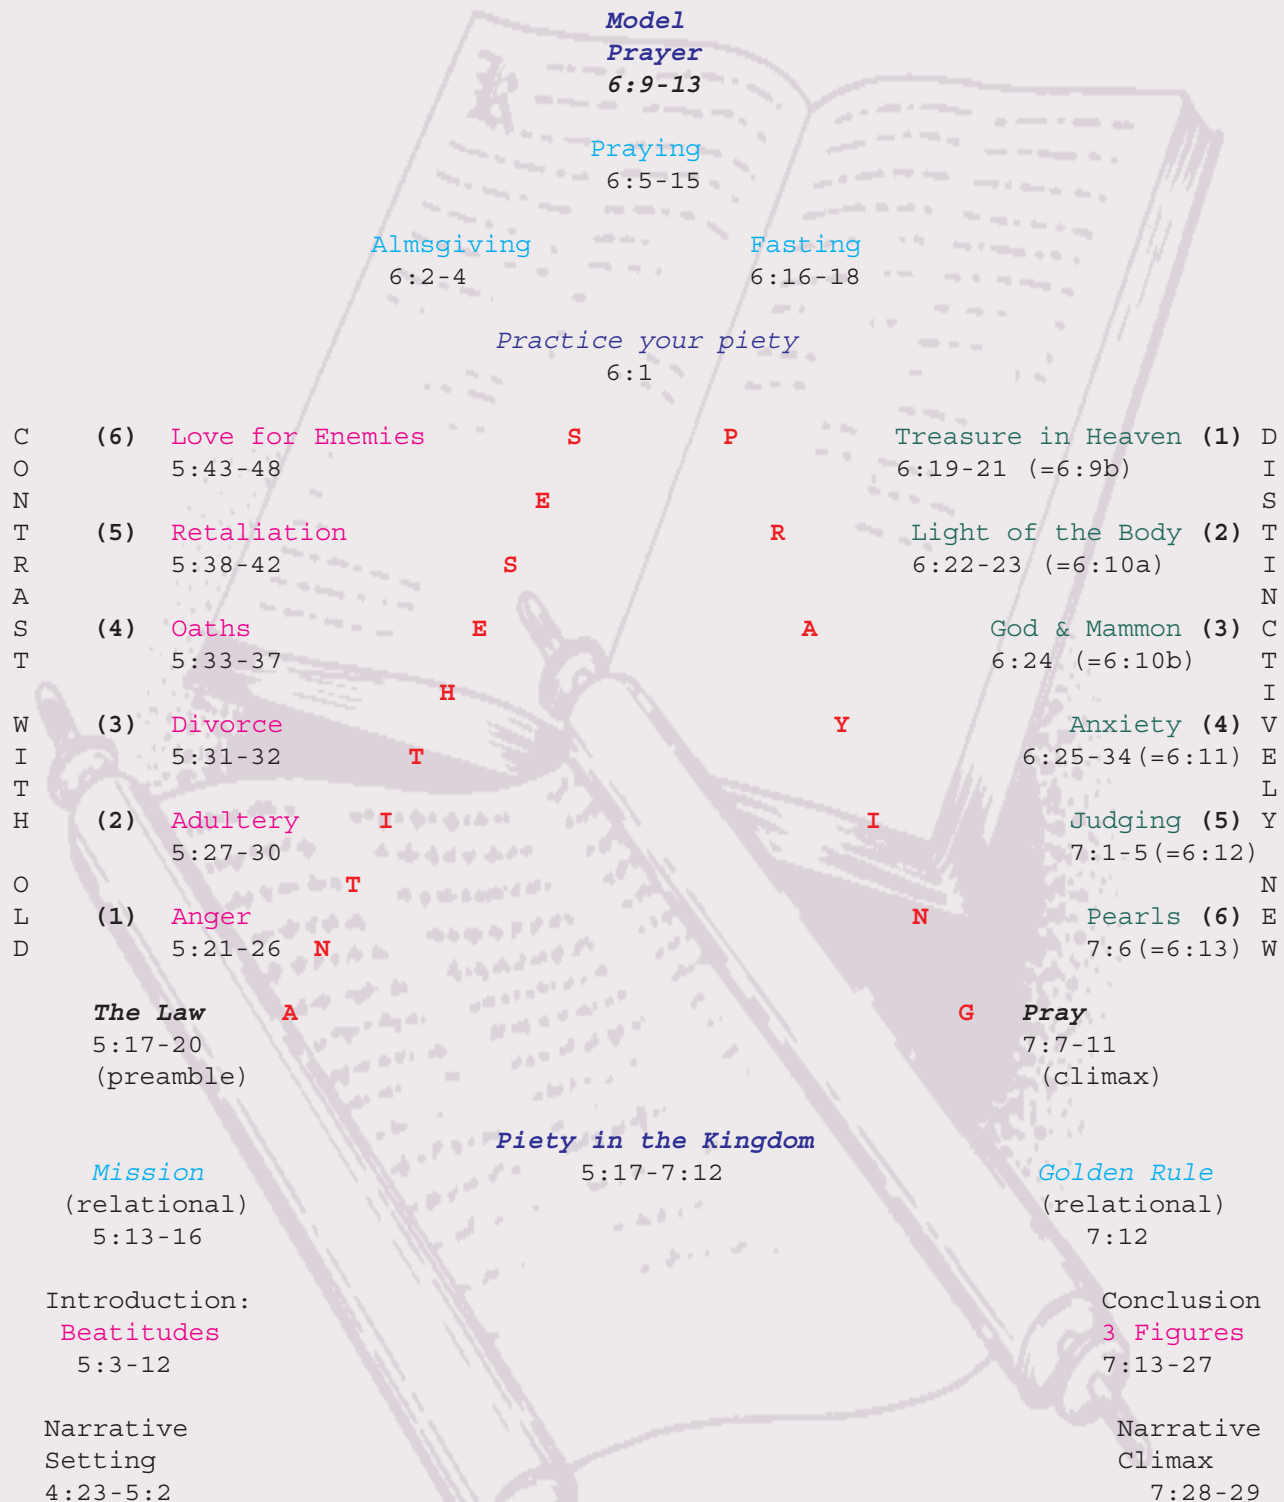 Model
Prayer
6:9-13
Praying
6:5-15
Almsgiving Fasting
6:2-4 6:16-18
Practice your piety
6:1
C (6) Love for Enemies S P Treasure in Heaven (1) D
O 5:43-48 6:19-21 (=6:9b) I
N E S
T (5) Retaliation R Light of the Body (2) T
R 5:38-42 S 6:22-23 (=6:10a) I
A N
S (4) Oaths E A God & Mammon (3) C
T 5:33-37 6:24 (=6:10b) T
H I
W (3) Divorce Y Anxiety (4) V
I 5:31-32 T 6:25-34(=6:11) E
T L
H (2) Adultery I I Judging (5) Y
5:27-30 7:1-5(=6:12)
O T N
L (1) Anger N Pearls (6) E
D 5:21-26 N 7:6(=6:13) W
The Law A G Pray
5:17-20 7:7-11
(preamble) (climax)
Piety in the Kingdom
Mission 5:17-7:12 Golden Rule
(relational) (relational)
5:13-16 7:12
Introduction: Conclusion
Beatitudes 3 Figures
5:3-12 7:13-27
Narrative Narrative
Setting Climax
4:23-5:2 7:28-29